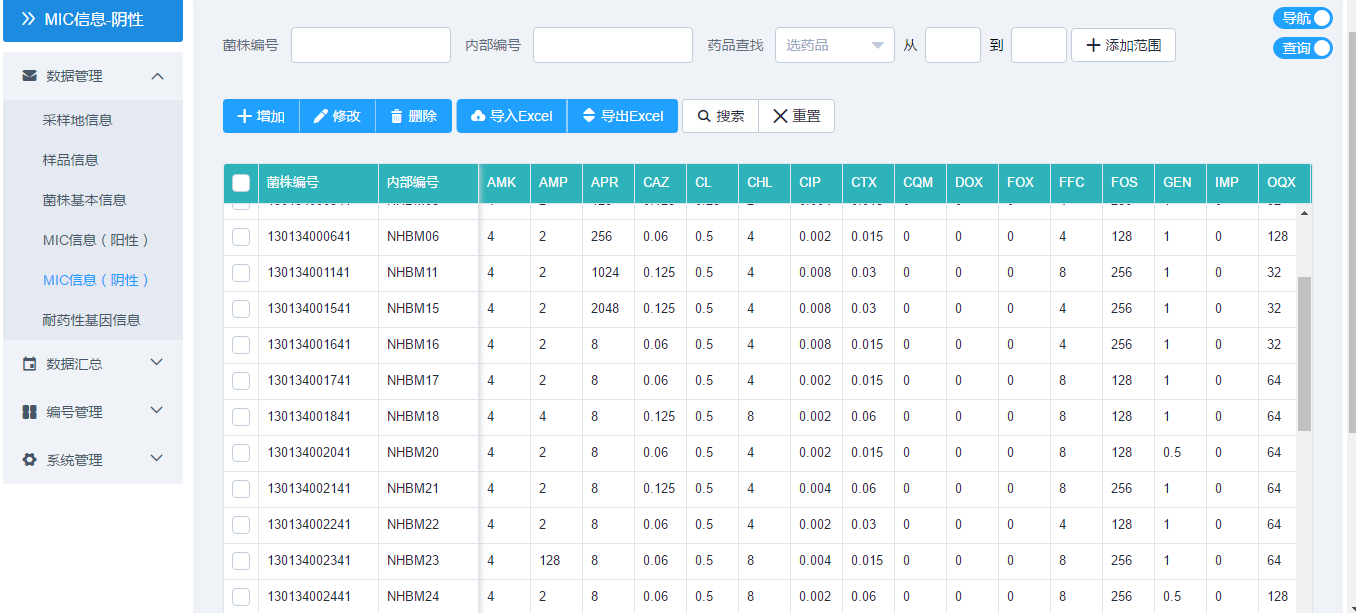 MIC信息-阴性
导航
查询
菌株编号 内部编号 药品查找 选药品 从 到 添加范围
数据管理
采样地信息
样品信息
菌株基本信息
MIC信息（阳性）
MIC信息（阴性）
耐药性基因信息
数据汇总
编号管理
系统管理
增加 修改 删除 导入Excel 导出Excel 搜索 重置
菌株编号 内部编号 AMK AMP APR CAZ CL CHL CIP CTX CQM DOX FOX FFC FOS GEN IMP OQX
130134000641 NHBM06 4 2 256 0.06 0.5 4 0.002 0.015 0 0 0 4 128 1 0 128
130134001141 NHBM11 4 2 1024 0.125 0.5 4 0.008 0.03 0 0 0 8 256 1 0 32
130134001541 NHBM15 4 2 2048 0.125 0.5 4 0.008 0.03 0 0 0 4 256 1 0 32
130134001641 NHBM16 4 2 8 0.06 0.5 4 0.008 0.015 0 0 0 4 256 1 0 32
130134001741 NHBM17 4 2 8 0.06 0.5 4 0.002 0.015 0 0 0 8 128 1 0 64
130134001841 NHBM18 4 4 8 0.125 0.5 8 0.002 0.06 0 0 0 8 128 1 0 64
130134002041 NHBM20 4 2 8 0.06 0.5 4 0.002 0.015 0 0 0 8 128 0.5 0 64
130134002141 NHBM21 4 2 8 0.125 0.5 4 0.004 0.06 0 0 0 8 256 1 0 64
130134002241 NHBM22 4 2 8 0.06 0.5 4 0.002 0.03 0 0 0 4 128 1 0 64
130134002341 NHBM23 4 128 8 0.06 0.5 8 0.004 0.015 0 0 0 8 256 1 0 64
130134002441 NHBM24 4 2 8 0.06 0.5 8 0.002 0.06 0 0 0 8 256 0.5 0 128